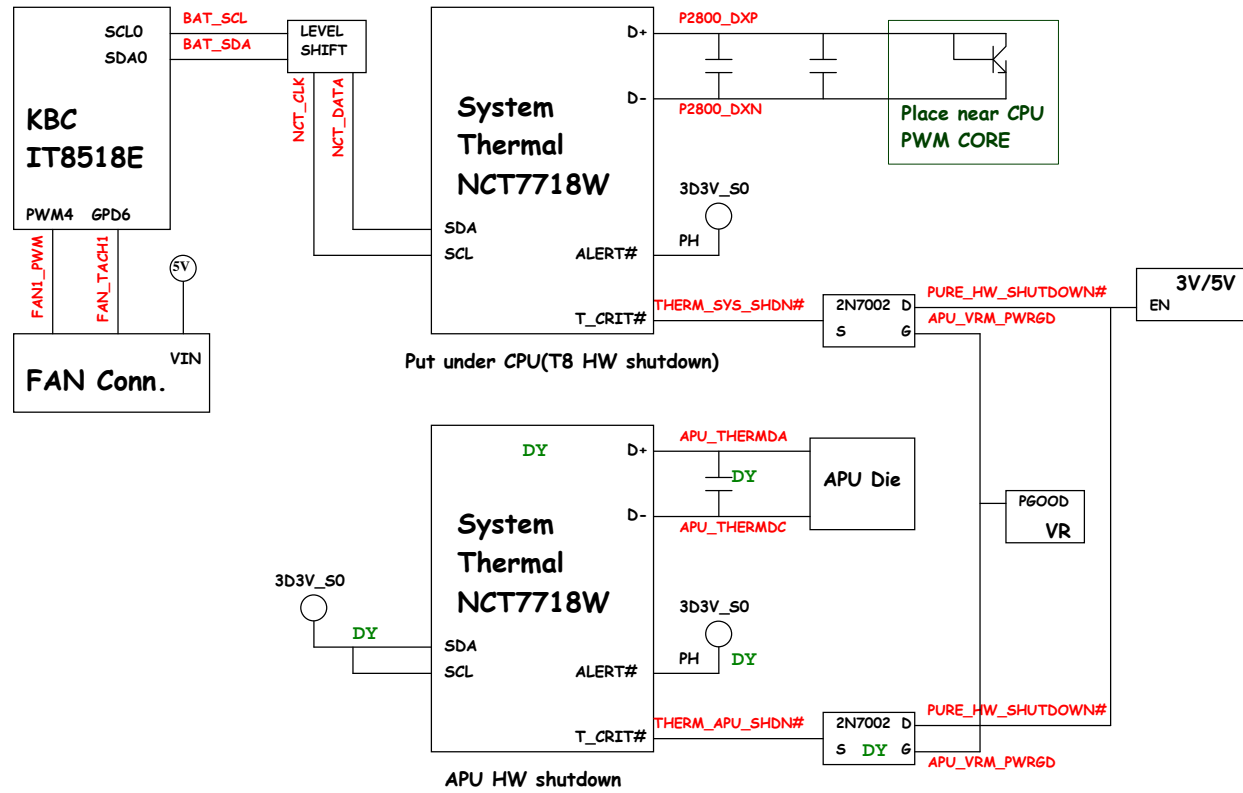 SCL0
SDA0
KBC
IT8518E
PWM4 GPD6
BAT_SCL
BAT_SDA
LEVEL
SHIFT
NCT_CLK
NCT_DATA
FAN1_PWM
FAN_TACH1
5V
VIN
FAN Conn.
D+
D-
System
Thermal
NCT7718W
SDA
SCL
ALERT#
T_CRIT#
P2800_DXP
P2800_DXN
Place near CPU
PWM CORE
3D3V_S0
PH
THERM_SYS_SHDN#
2N7002 D
S G
PURE_HW_SHUTDOWN#
APU_VRM_PWRGD
3V/5V
EN
Put under CPU(T8 HW shutdown)
DY
D+
D-
System
Thermal
NCT7718W
SDA
SCL
ALERT#
T_CRIT#
3D3V_S0
DY
APU_THERMDA
DY
APU_THERMDC
APU Die
PGOOD
VR
3D3V_S0
PH
DY
THERM_APU_SHDN#
2N7002 D
S DY G
PURE_HW_SHUTDOWN#
APU_VRM_PWRGD
APU HW shutdown